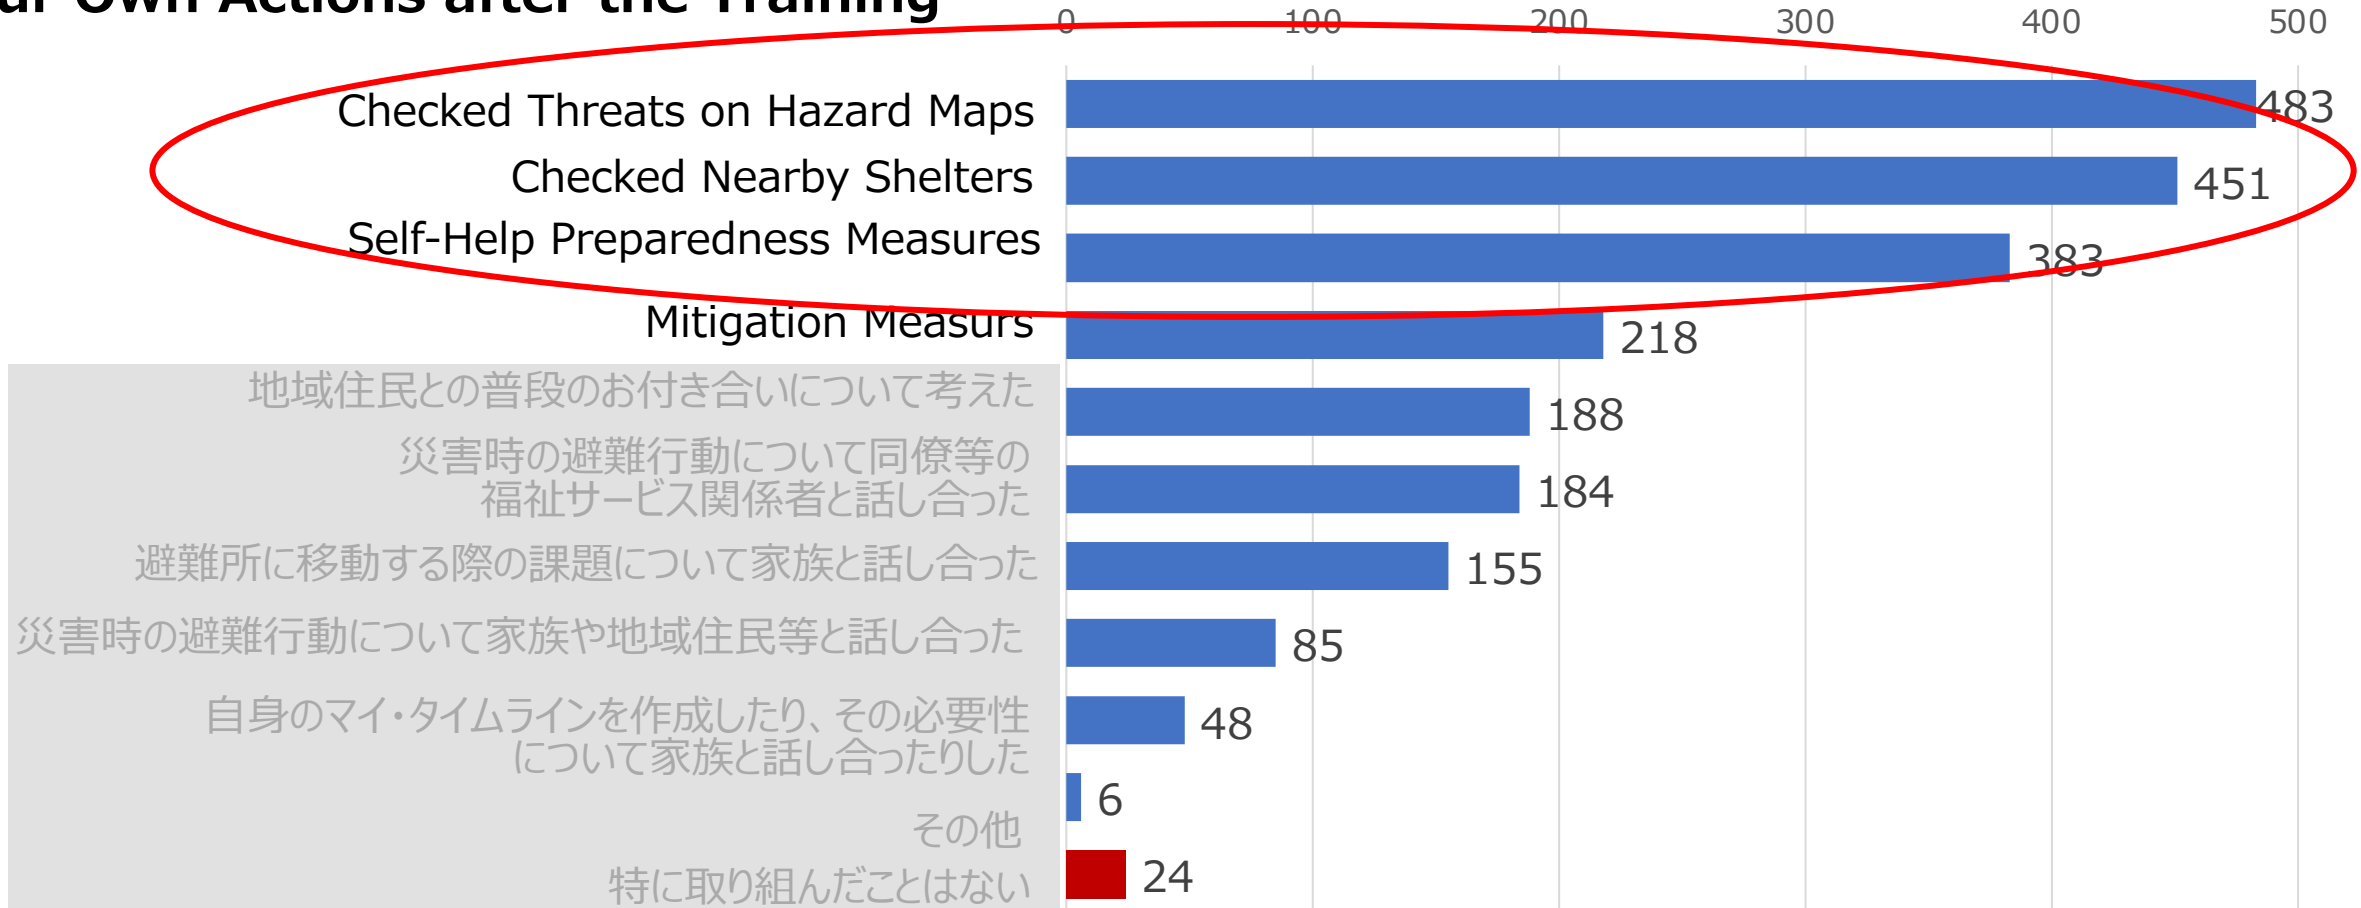 Own Actions after the Training
0 100 200 300 400 500
Checked Threats on Hazard Maps 483
Checked Nearby Shelters 451
Self-Help Preparedness Measures 383
Mitigation Measurs 218
地域住民との普段のお付き合いについて考えた 188
災害時の避難行動について同僚等の
福祉サービス関係者と話し合った 184
避難所に移動する際の課題について家族と話し合った 155
災害時の避難行動について家族や地域住民等と話し合った 85
自身のマイ・タイムラインを作成したり、その必要性
について家族と話し合ったりした 48
その他 6
特に取り組んだことはない 24